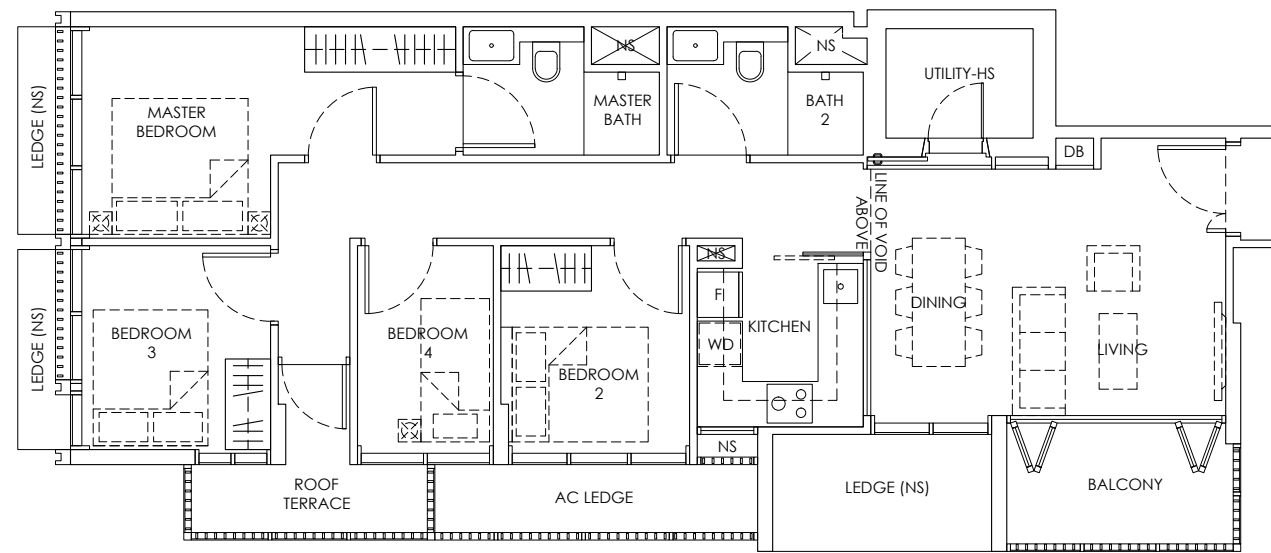 LEDGE (NS)
MASTER
BEDROOM
NS
MASTER
BATH
NS
BATH
2
UTILITY-HS
DB
LINE OF VOID
ABOVE
LEDGE (NS)
BEDROOM
3
BEDROOM
4
BEDROOM
2
NS
FI
WD
KITCHEN
DINING
LIVING
NS
ROOF
TERRACE
AC LEDGE
LEDGE (NS)
BALCONY